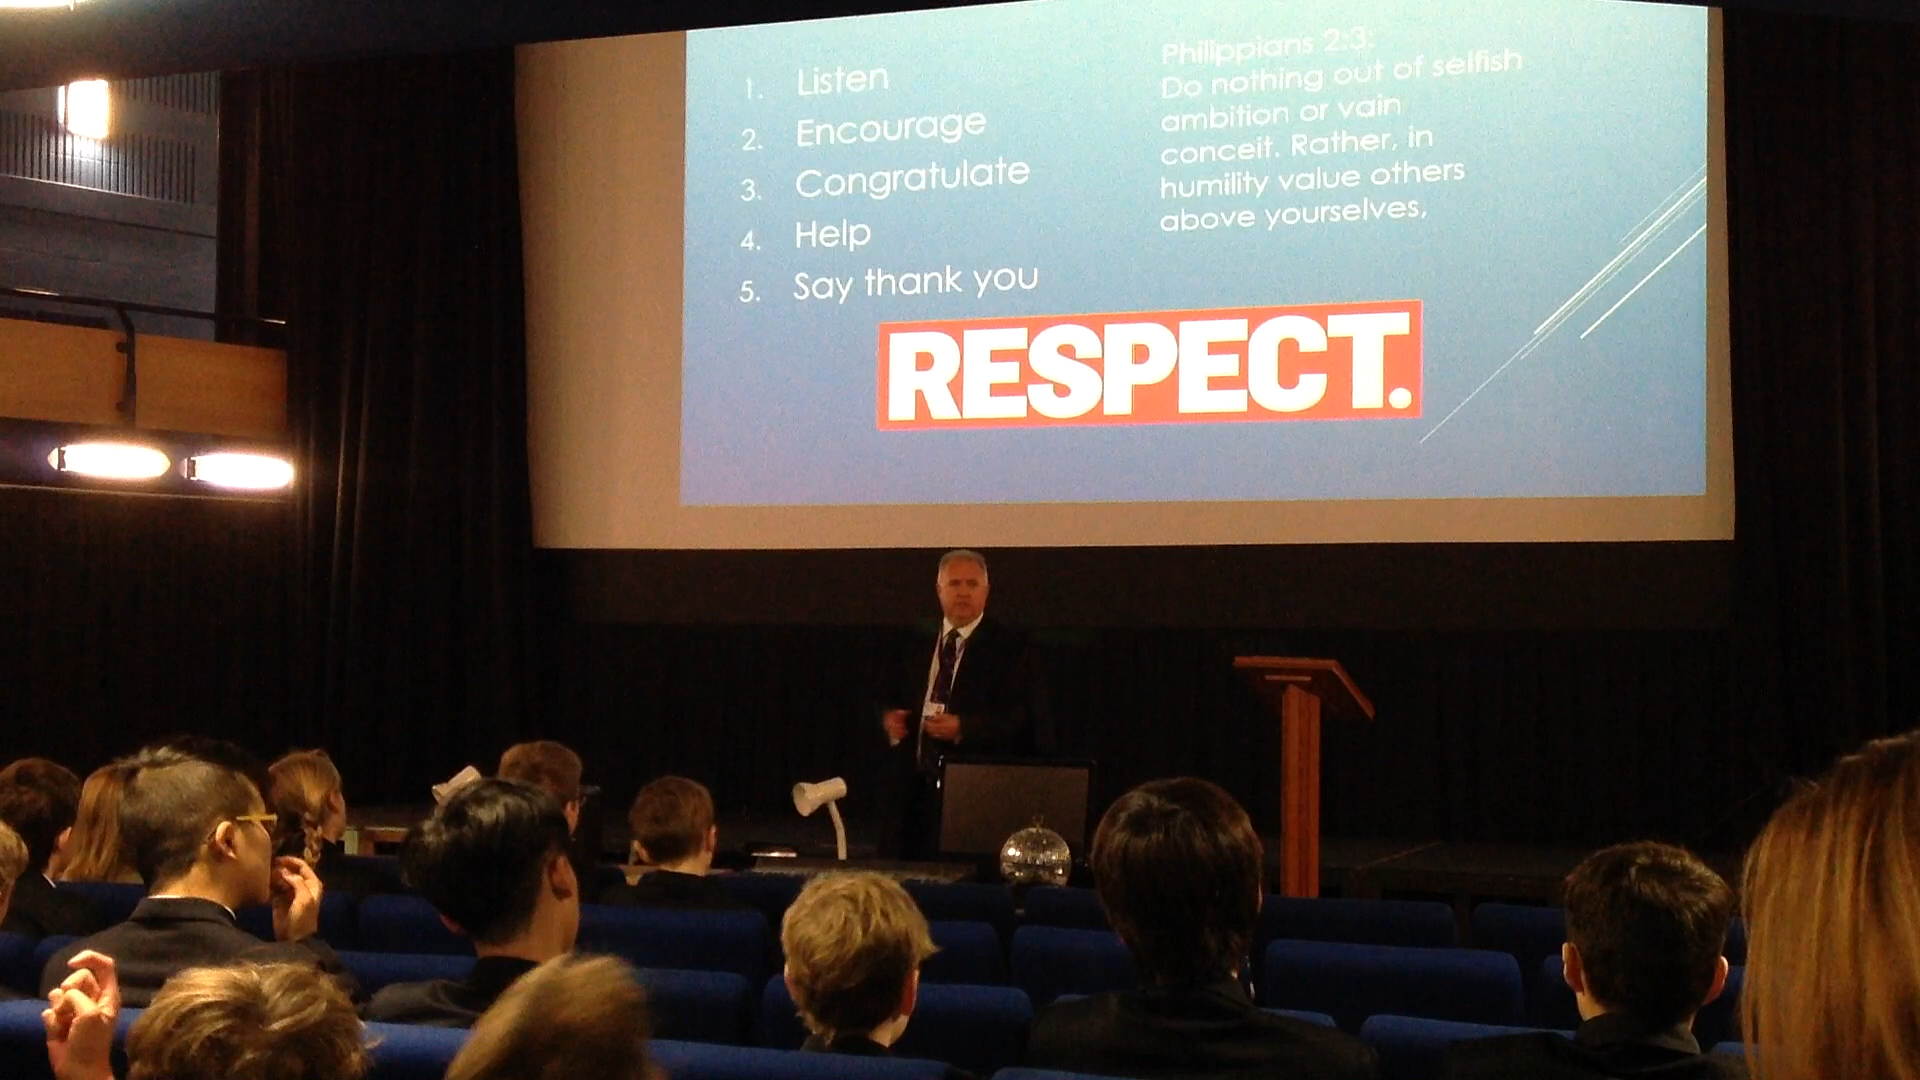 1. Listen
2. Encourage
3. Congratulate
4. Help
5. Say thank you
Philippians 2:3:
Do nothing out of selfish
ambition or vain
conceit. Rather, in
humility value others
above yourselves,
RESPECT.